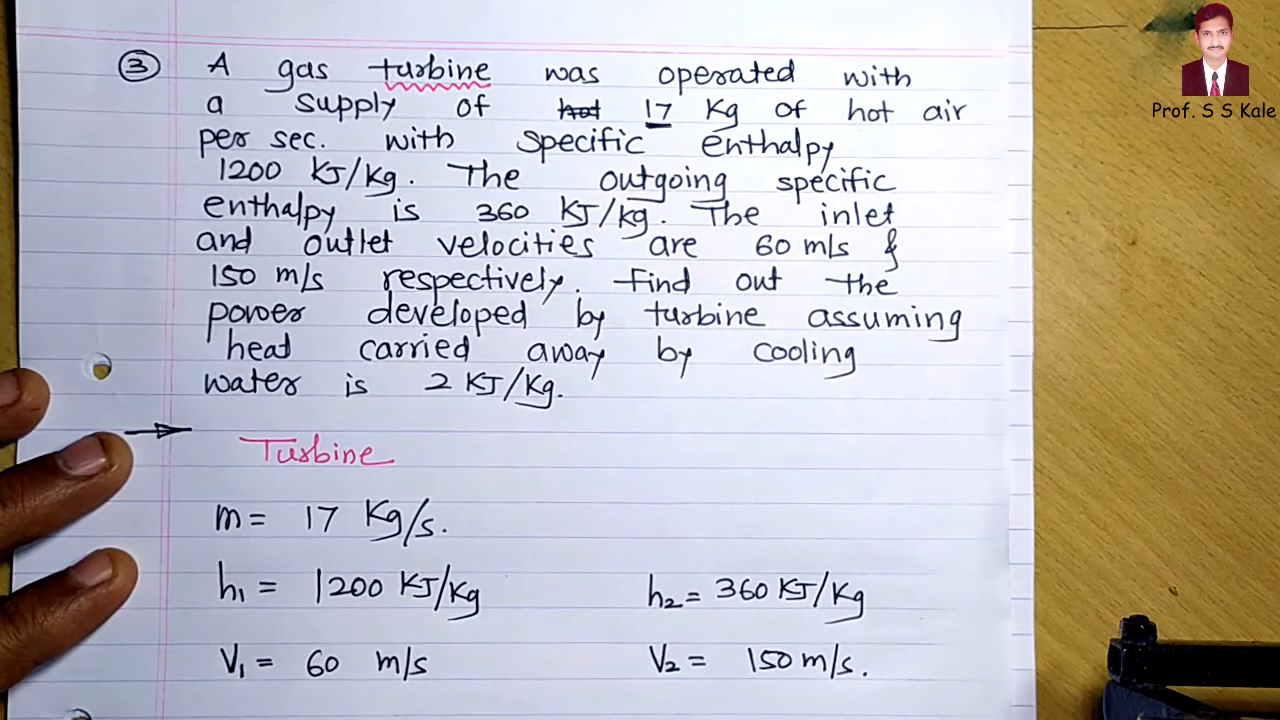 Prof. S S Kale
③ A gas turbine was operated with
a supply of hot 17 Kg of hot air
per sec. with specific enthalpy
1200 KJ/Kg. The outgoing specific
enthalpy is 360 KJ/Kg. The inlet
and outlet velocities are 60 m/s &
150 m/s respectively. Find out the
power developed by turbine assuming
heat carried away by cooling
water is 2 KJ/Kg.
→ Turbine
m = 17 Kg/s.
h₁ = 1200 KJ/Kg h₂ = 360 KJ/Kg
V₁ = 60 m/s V₂ = 150 m/s.